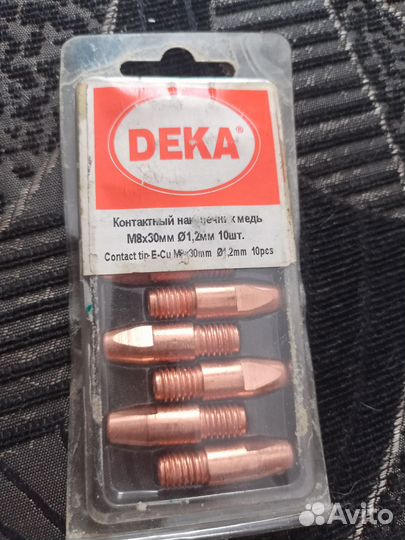 DEKA®
Контактный наконечник медь
М8х30мм Ø1,2мм 10шт.
Contact tip E-Cu M8x30mm Ø1,2mm 10pcs
Avito